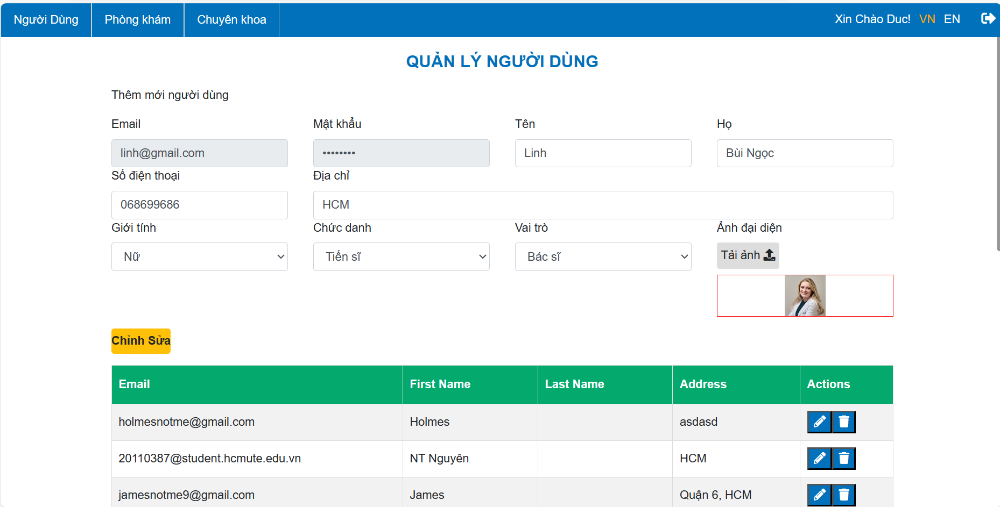 Người Dùng Phòng khám Chuyên khoa Xin Chào Duc! VN EN
QUẢN LÝ NGƯỜI DÙNG
Thêm mới người dùng
Email Mật khẩu Tên Họ
linh@gmail.com •••••••• Linh Bùi Ngọc
Số điện thoại Địa chỉ
068699686 HCM
Giới tính Chức danh Vai trò Ảnh đại diện
Nữ Tiến sĩ Bác sĩ Tải ảnh
Chỉnh Sửa
Email First Name Last Name Address Actions
holmesnotme@gmail.com Holmes asdasd
20110387@student.hcmute.edu.vn NT Nguyên HCM
jamesnotme9@gmail.com James Quận 6, HCM